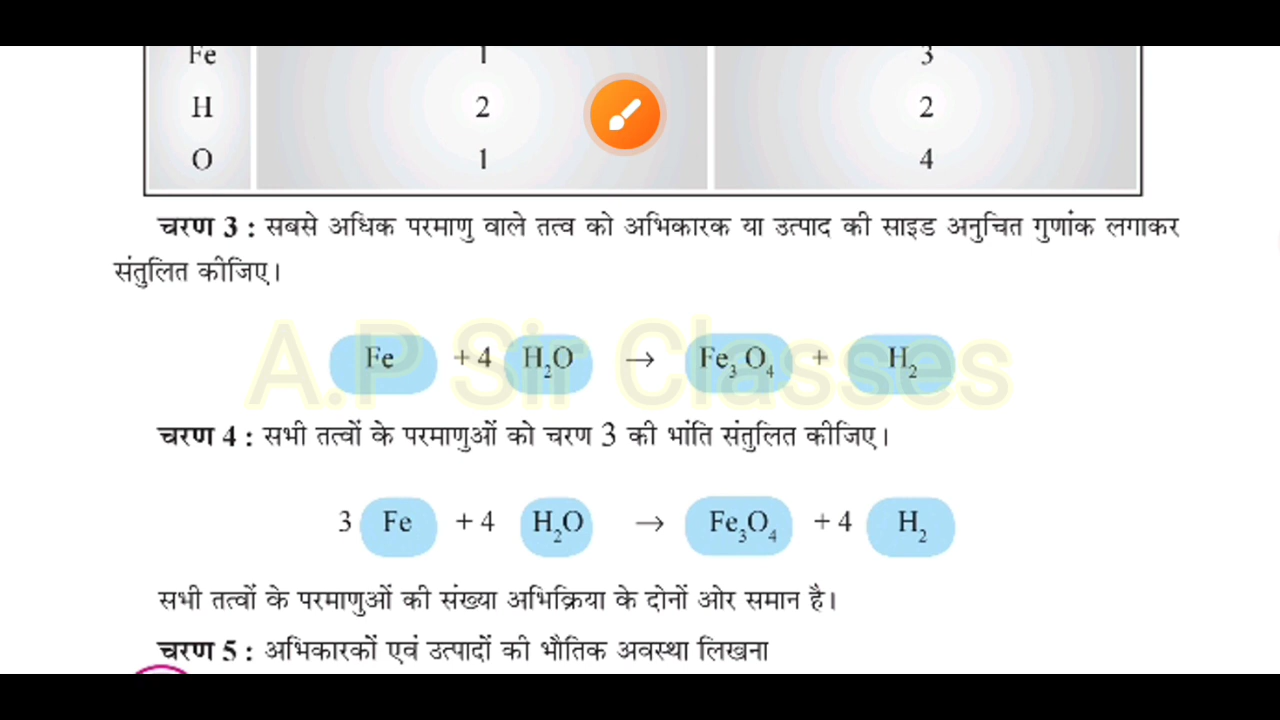 Fe 1 3
H 2 2
O 1 4
चरण 3 : सबसे अधिक परमाणु वाले तत्व को अभिकारक या उत्पाद की साइड अनुचित गुणांक लगाकर
संतुलित कीजिए।
Fe + 4 H₂O → Fe₃ O₄ + H₂
A.P Sir Classes
चरण 4 : सभी तत्वों के परमाणुओं को चरण 3 की भांति संतुलित कीजिए।
3 Fe + 4 H₂O → Fe₃O₄ + 4 H₂
सभी तत्वों के परमाणुओं की संख्या अभिक्रिया के दोनों ओर समान है।
चरण 5 : अभिकारकों एवं उत्पादों की भौतिक अवस्था लिखना